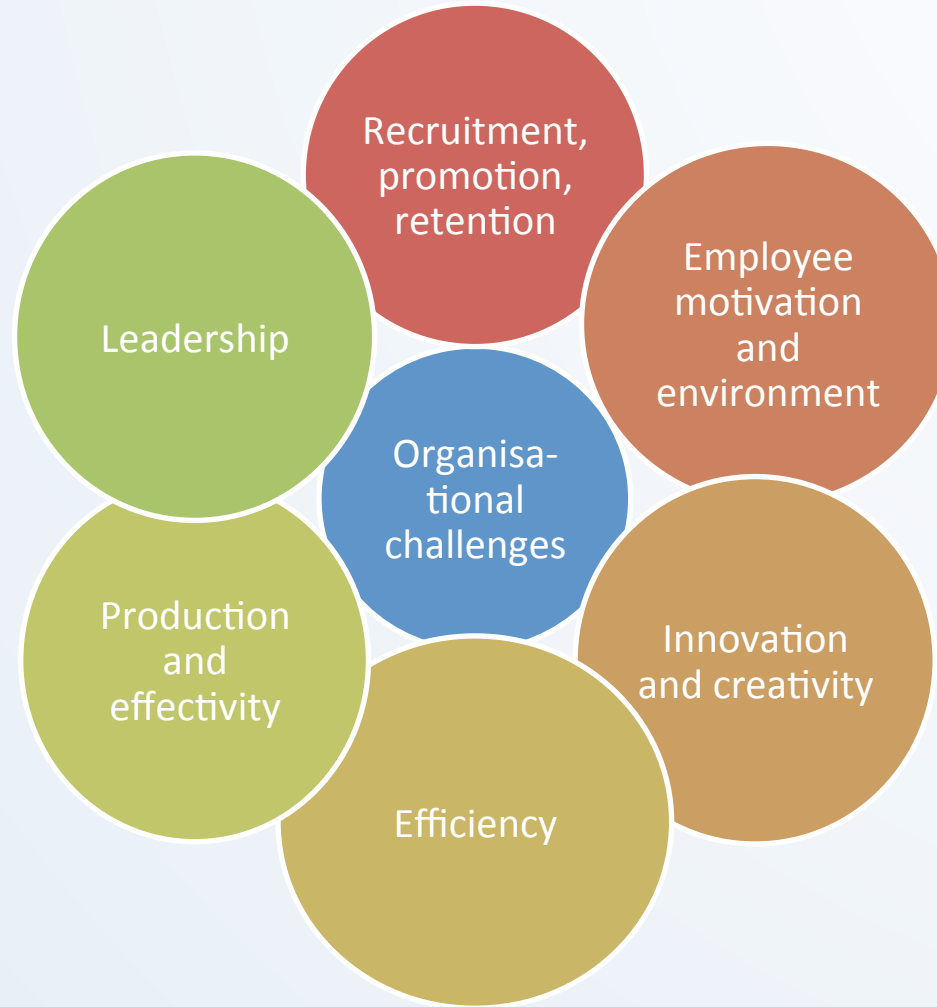 Recruitment,
promotion,
retention
Employee
motivation
and
environment
Leadership
Organisa-
tional
challenges
Production
and
effectivity
Innovation
and creativity
Efficiency